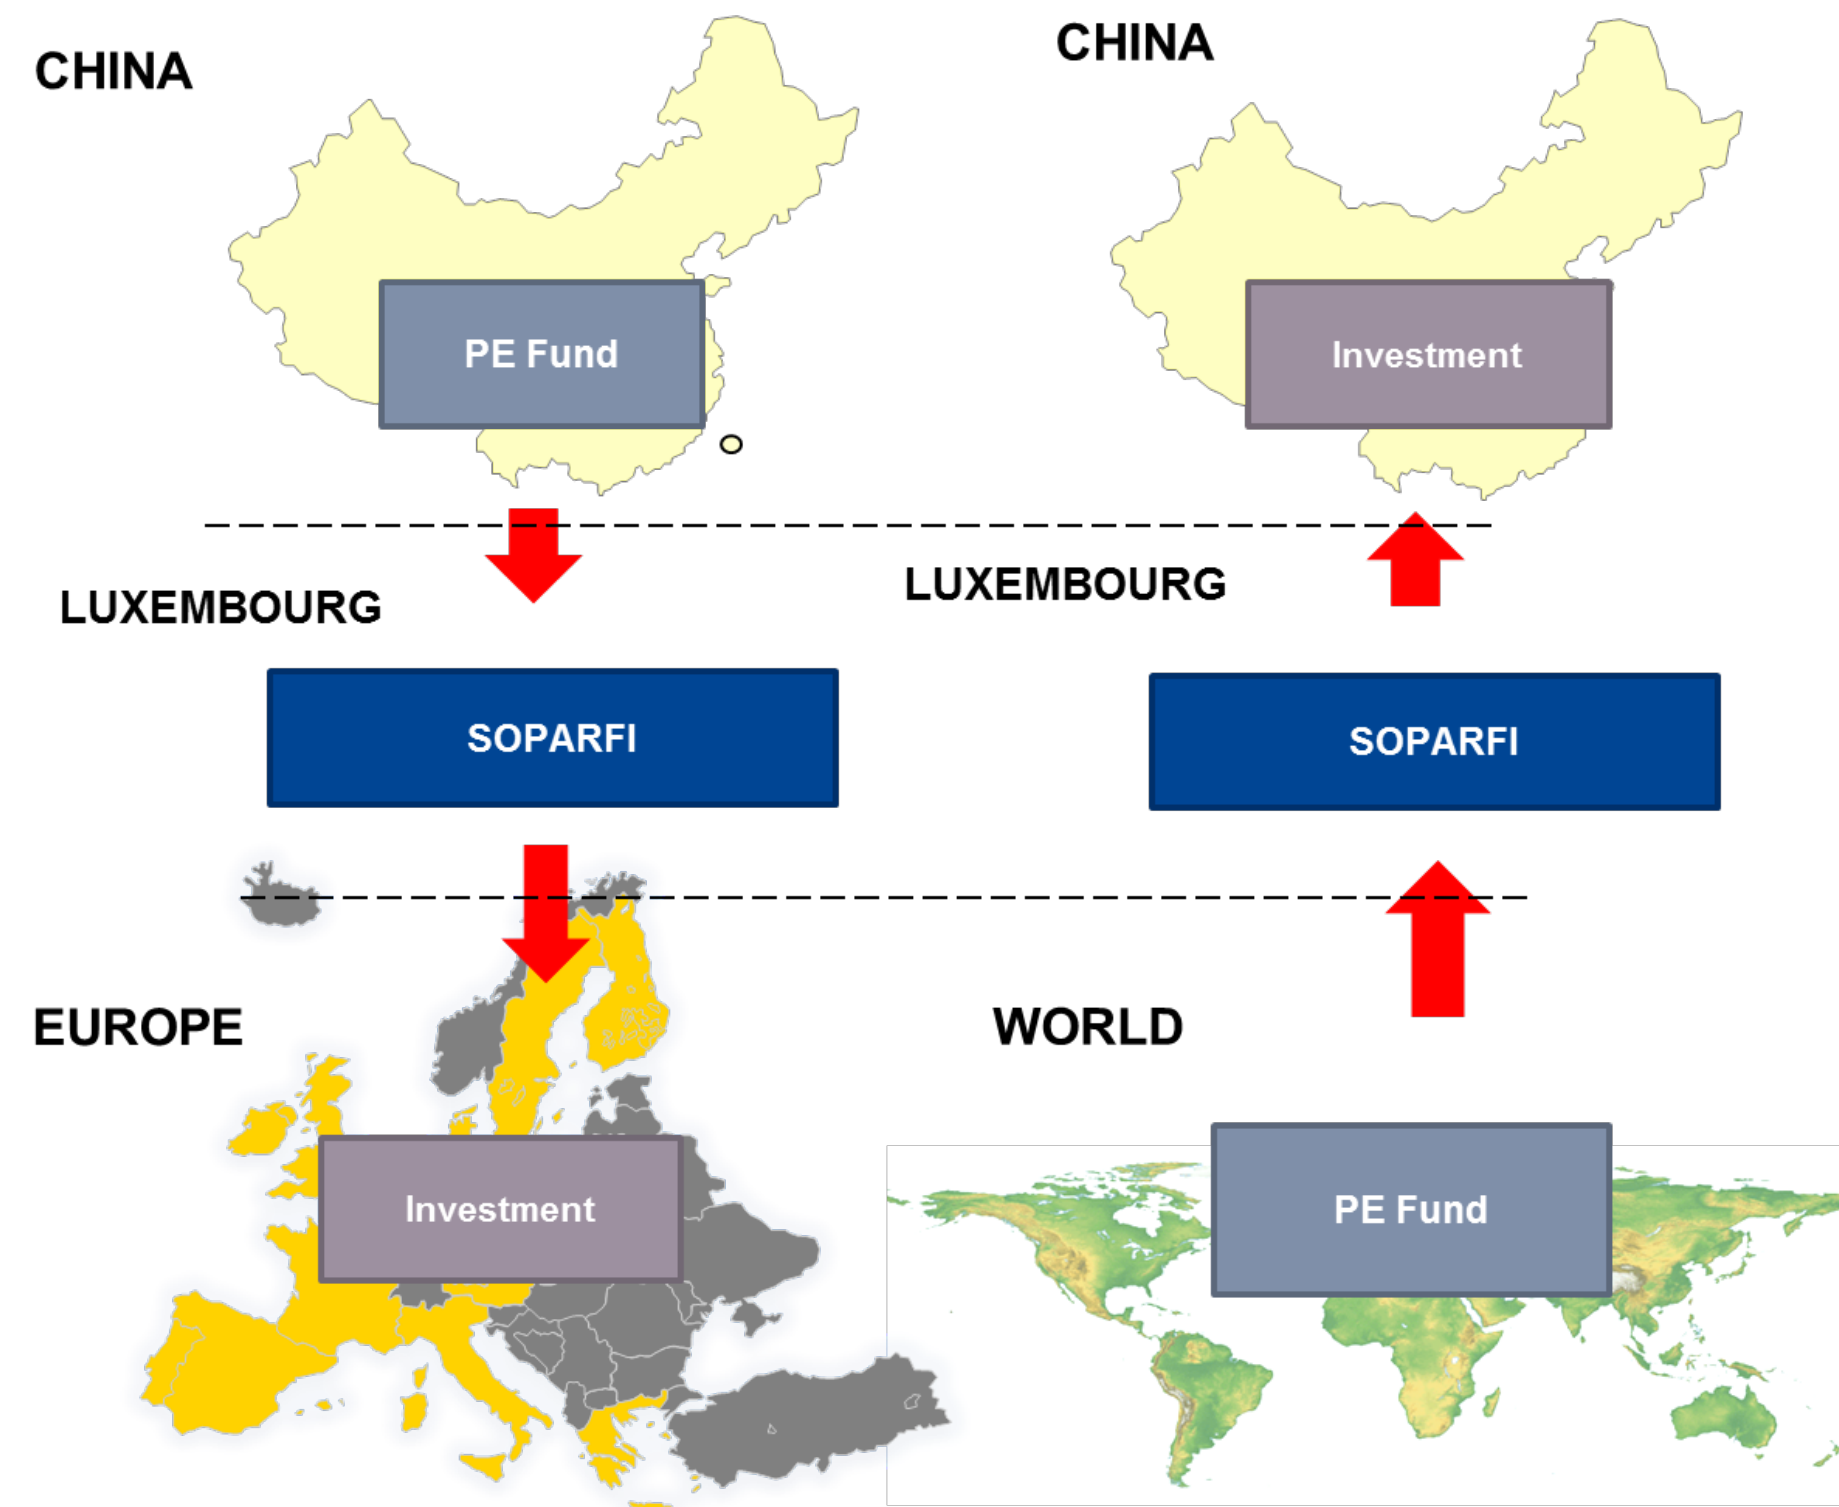 CHINA
PE Fund
LUXEMBOURG
SOPARFI
EUROPE
Investment
CHINA
Investment
LUXEMBOURG
SOPARFI
WORLD
PE Fund